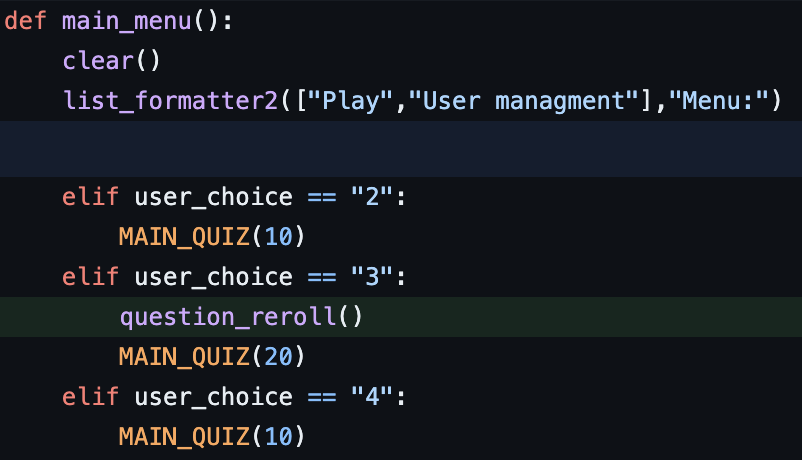 def main_menu():
    clear()
    list_formatter2(["Play","User managment"],"Menu:")
    elif user_choice == "2":
        MAIN_QUIZ(10)
    elif user_choice == "3":
        question_reroll()
        MAIN_QUIZ(20)
    elif user_choice == "4":
        MAIN_QUIZ(10)